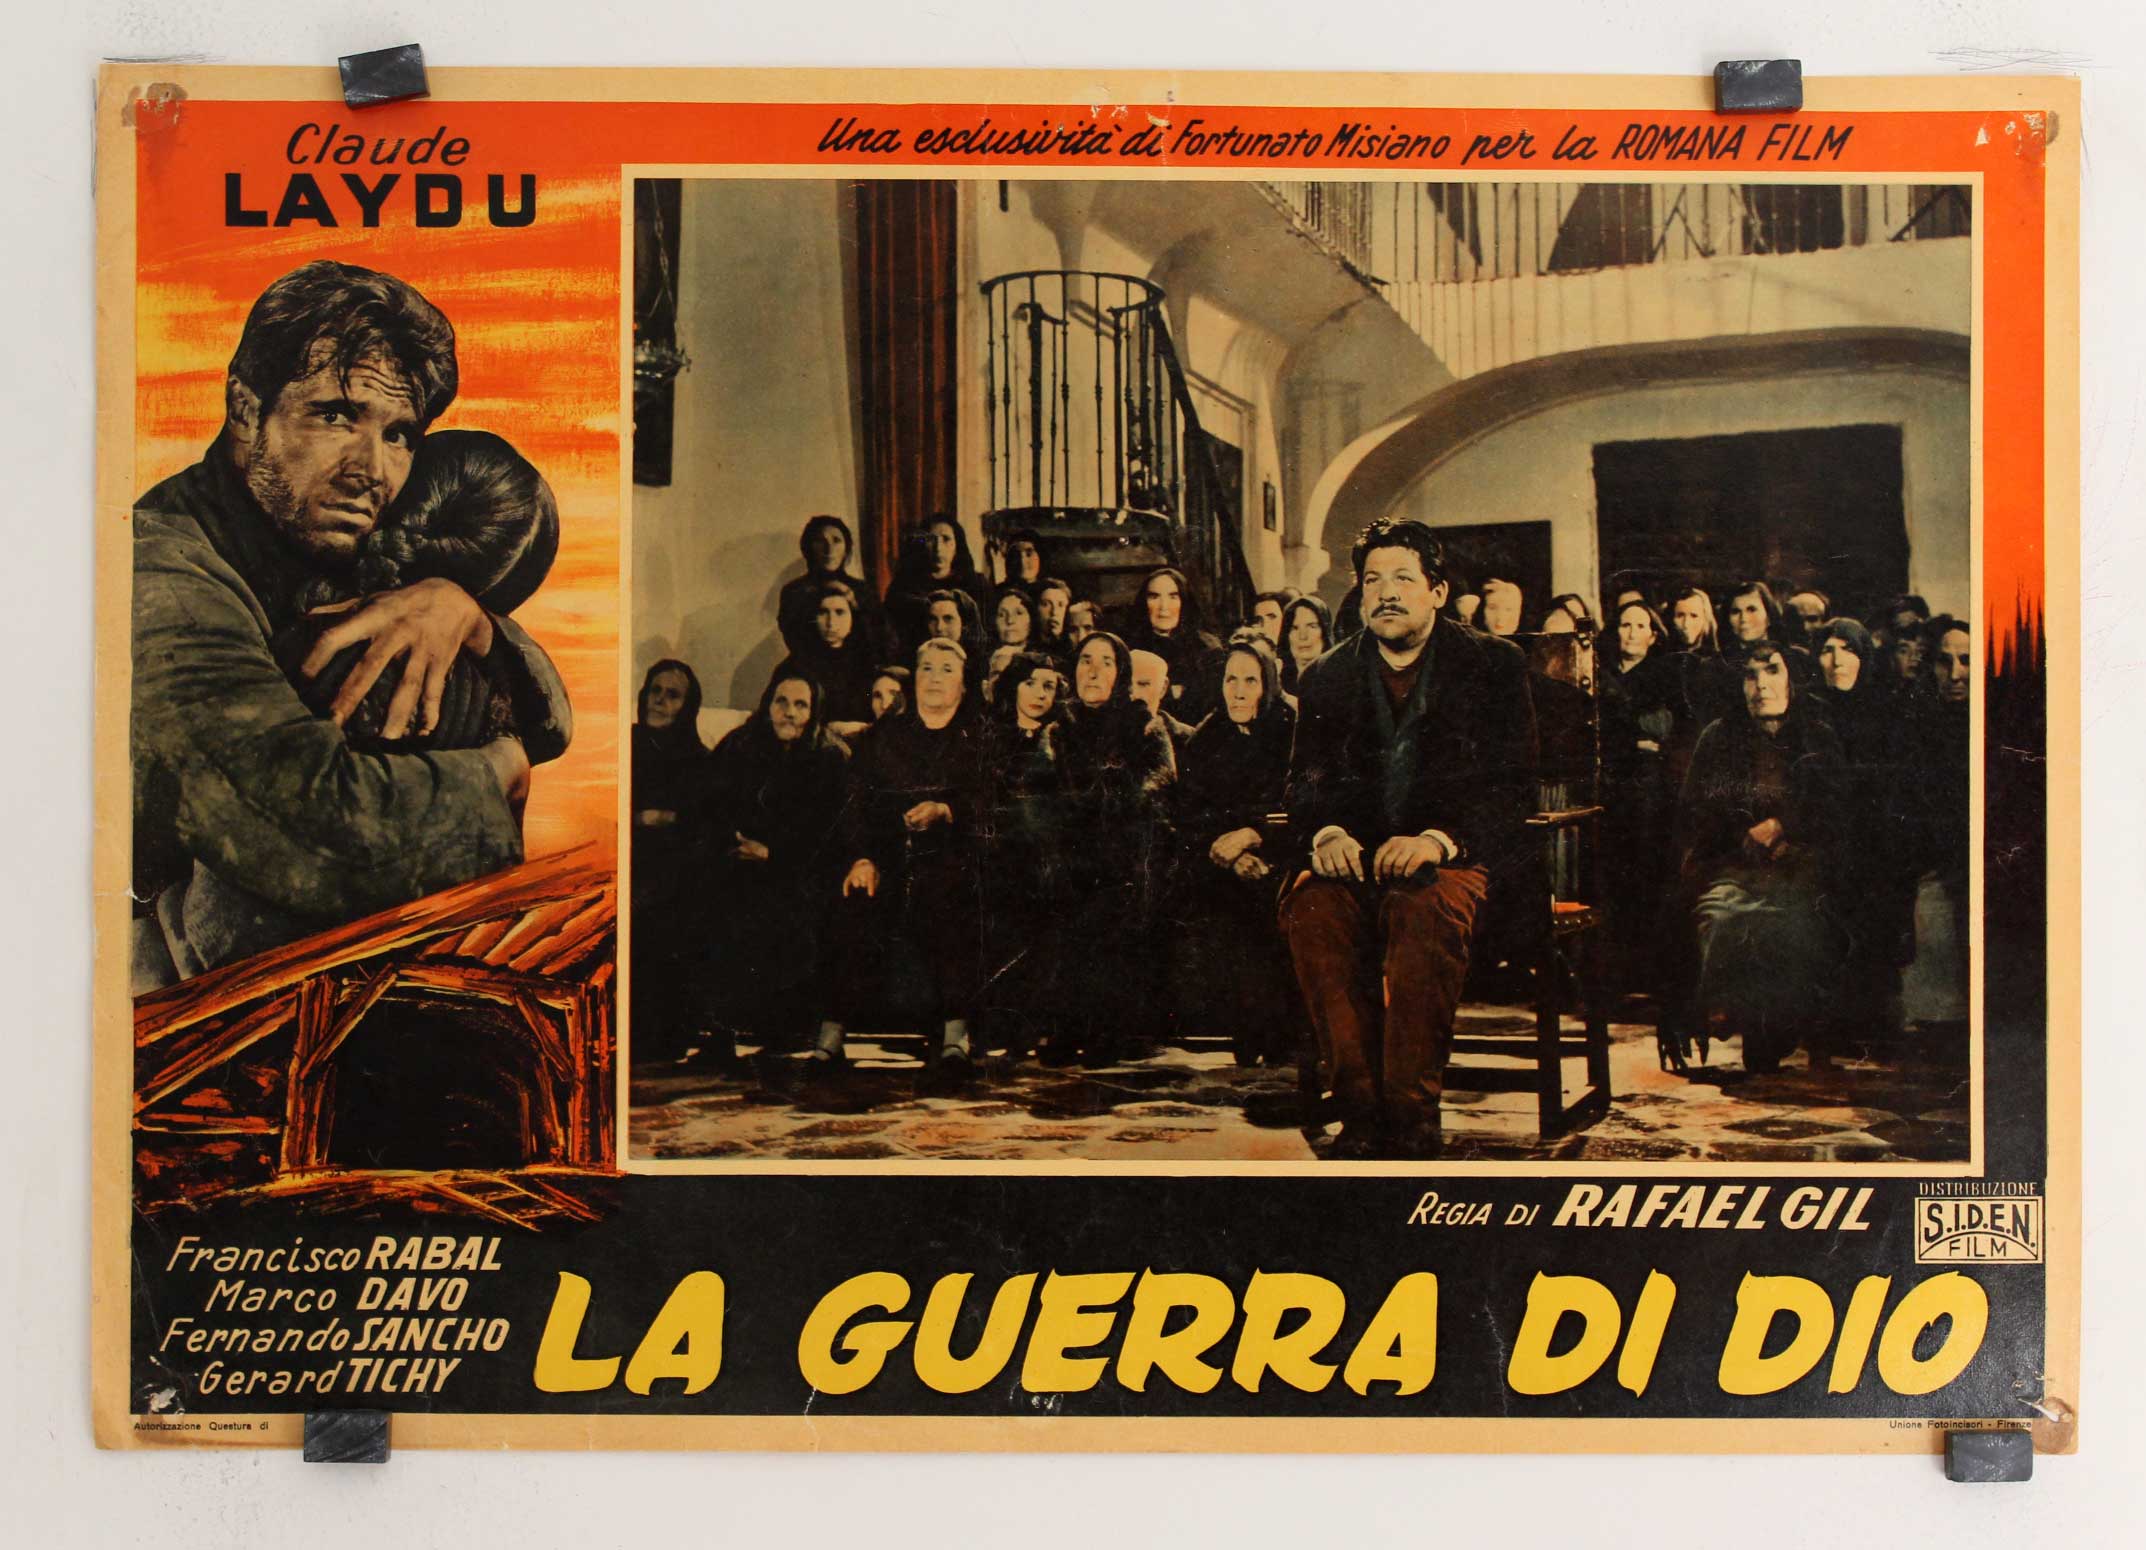 Claude
LAYDU
Una esclusività di Fortunato Misiano per la ROMANA FILM
REGIA DI RAFAEL GIL
DISTRIBUZIONE
S.I.D.E.N.
FILM
Francisco RABAL
Marco DAVO
Fernando SANCHO
Gerard TICHY
LA GUERRA DI DIO
Autorizzazione Questura di
Unione Fotoincisori - Firenze